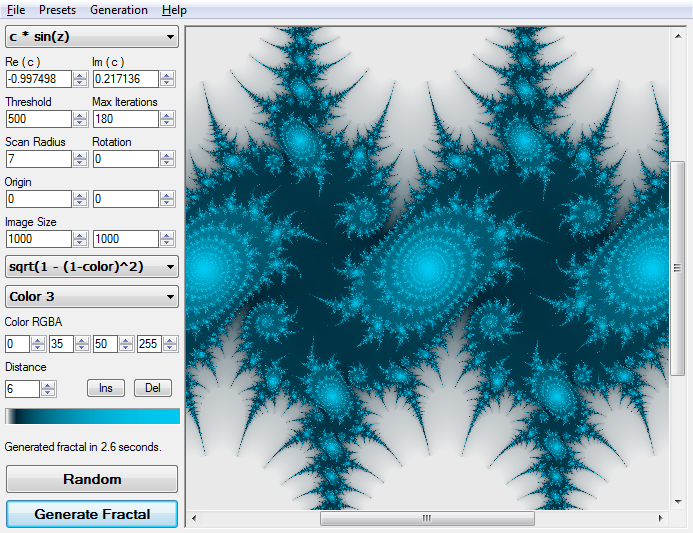 File Presets Generation Help
c * sin(z)
Re ( c ) Im ( c )
-0.997498 0.217136
Threshold Max Iterations
500 180
Scan Radius Rotation
7 0
Origin
0 0
Image Size
1000 1000
sqrt(1 - (1-color)^2)
Color 3
Color RGBA
0 35 50 255
Distance
6 Ins Del
Generated fractal in 2.6 seconds.
Random
Generate Fractal